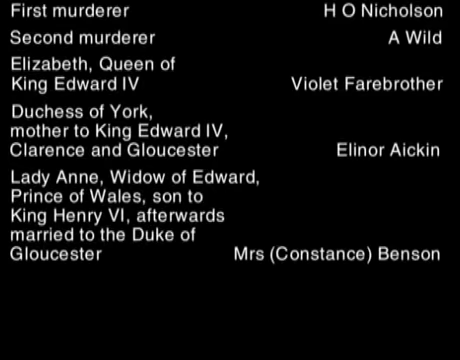 First murderer H O Nicholson
Second murderer A Wild
Elizabeth, Queen of
King Edward IV Violet Farebrother
Duchess of York,
mother to King Edward IV,
Clarence and Gloucester Elinor Aickin
Lady Anne, Widow of Edward,
Prince of Wales, son to
King Henry VI, afterwards
married to the Duke of
Gloucester Mrs (Constance) Benson